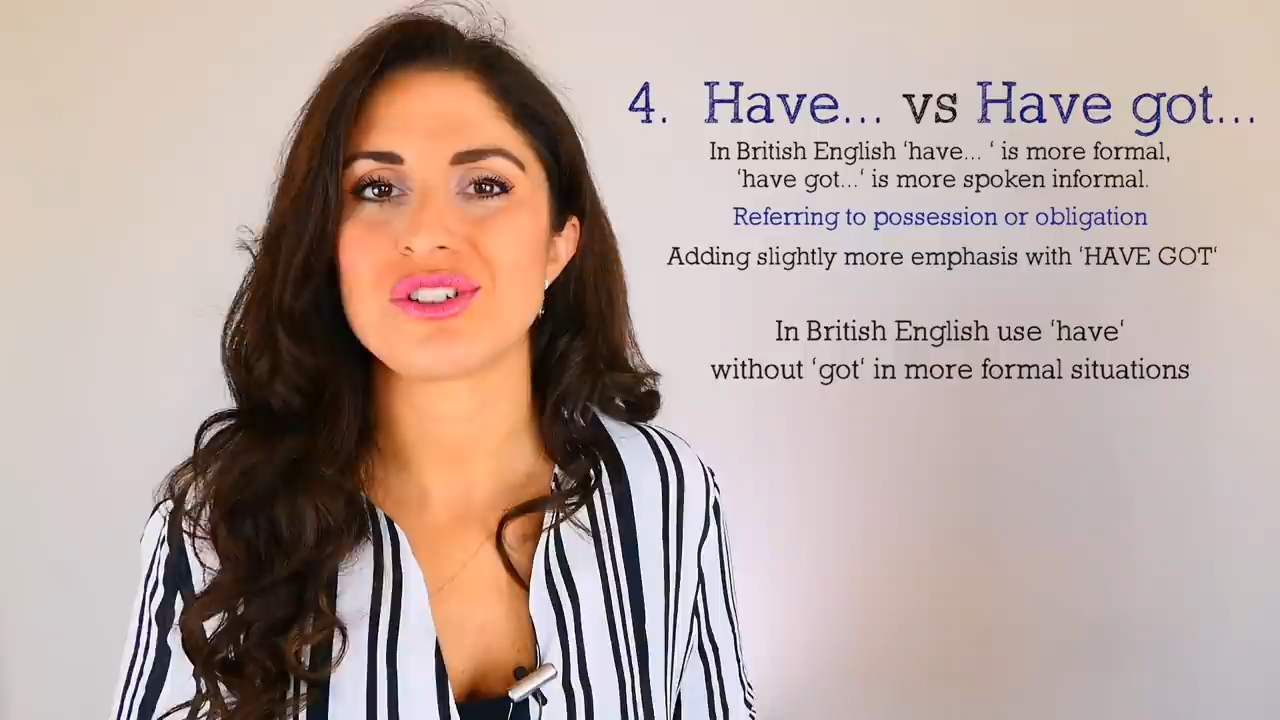 4. Have... vs Have got...
In British English ‘have... ‘ is more formal,
‘have got...‘ is more spoken informal.
Referring to possession or obligation
Adding slightly more emphasis with ‘HAVE GOT‘
In British English use ‘have‘
without ‘got‘ in more formal situations